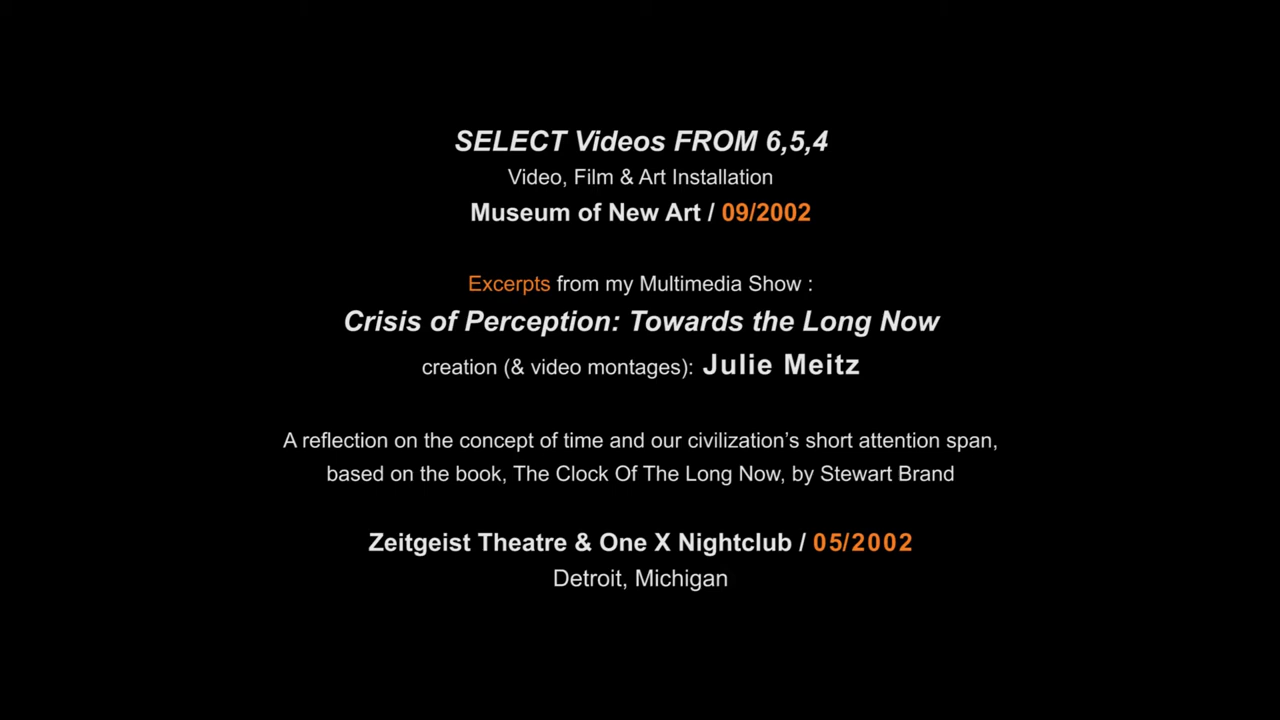 SELECT Videos FROM 6,5,4
Video, Film & Art Installation
Museum of New Art / 09/2002
Excerpts from my Multimedia Show :
Crisis of Perception: Towards the Long Now
creation (& video montages): Julie Meitz
A reflection on the concept of time and our civilization’s short attention span,
based on the book, The Clock Of The Long Now, by Stewart Brand
Zeitgeist Theatre & One X Nightclub / 05/2002
Detroit, Michigan